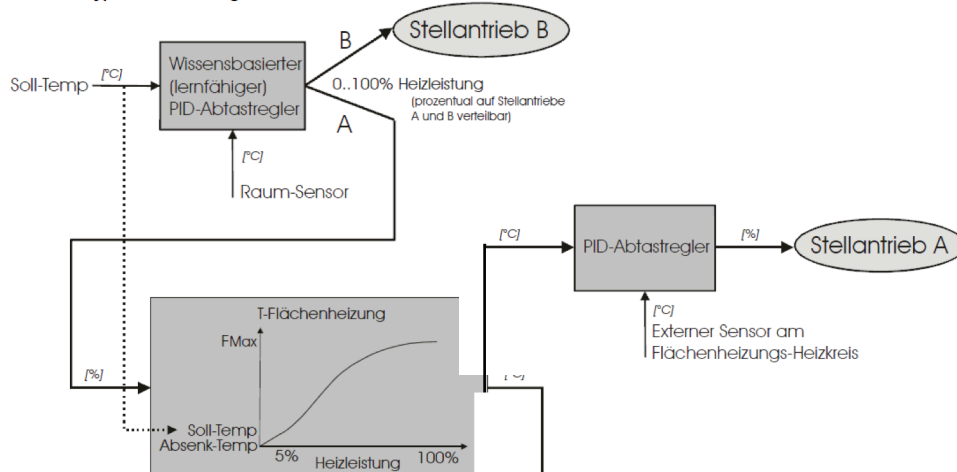 B
Stellantrieb B
Wissensbasierter
(lernfähiger)
PID-Abtastregler
Soll-Temp
[°C]
0..100% Heizleistung
(prozentual auf Stellantriebe
A und B verteilbar)
A
[°C]
Raum-Sensor
[°C]
PID-Abtastregler
[%]
Stellantrieb A
[°C]
Externer Sensor am
Flächenheizungs-Heizkreis
T-Flächenheizung
FMax
[%]
Soll-Temp
Absenk-Temp
5%
Heizleistung
100%